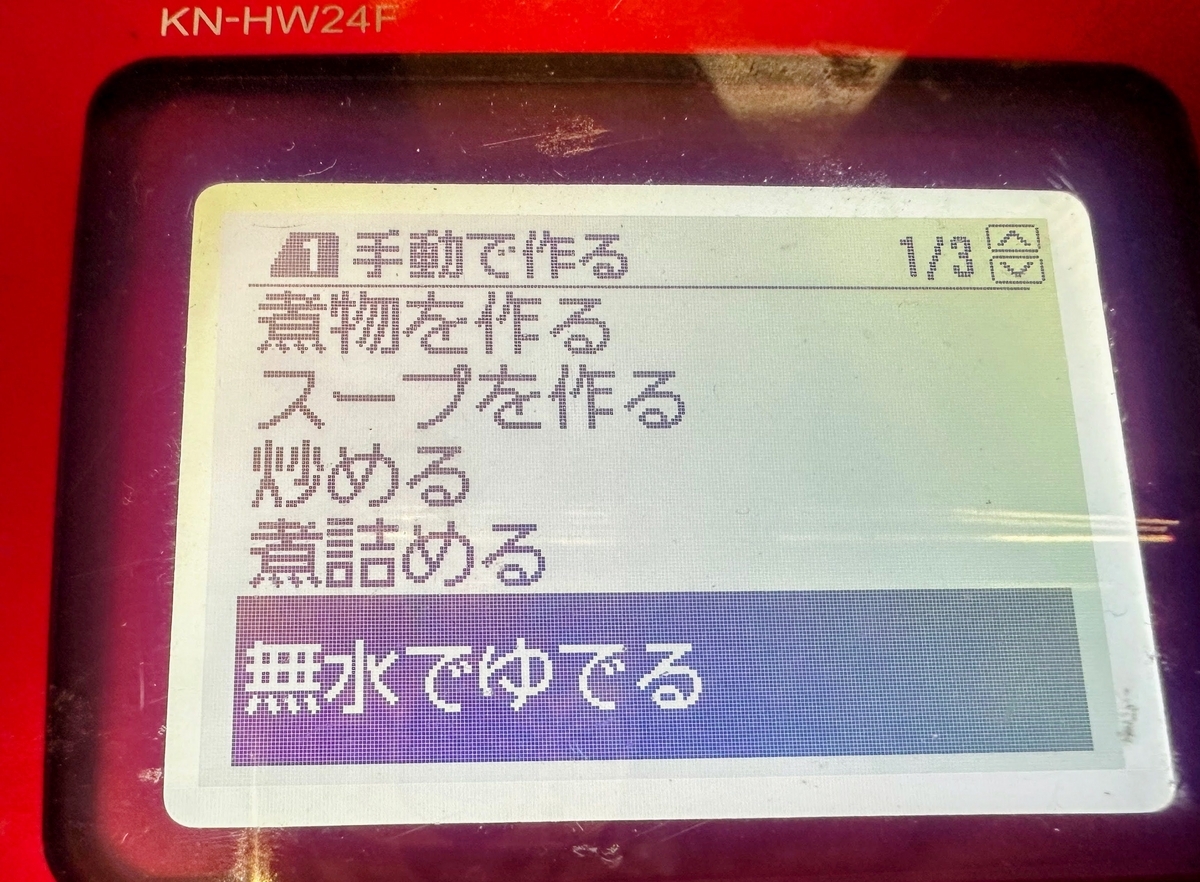 KN-HW24F
1 手動で作る 1/3
煮物を作る
スープを作る
炒める
煮詰める
無水でゆでる